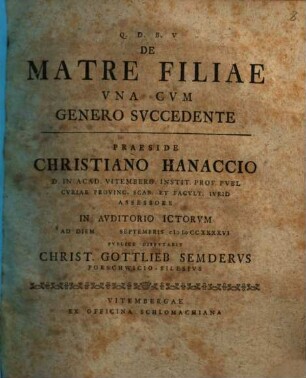 Q. D. B. V
DE
MATRE FILIAE
VNA CVM
GENERO SVCCEDENTE
PRAESIDE
CHRISTIANO HANACCIO
D. IN ACAD. VITEMBERG. INSTIT. PROF. PVBL.
CVRIAE PROVINC. SCAB. ET FACVLT. IVRID.
ASSESSORE
IN AVDITORIO ICTORVM
AD DIEM SEPTEMBRIS CIƆIƆCCXXXXVI
PVBLICE DISPVTABIT
CHRIST. GOTTLIEB SEMDERVS
SILESIVS
VITEMBERGAE
EX OFFICINA SCHLOMACHIANA